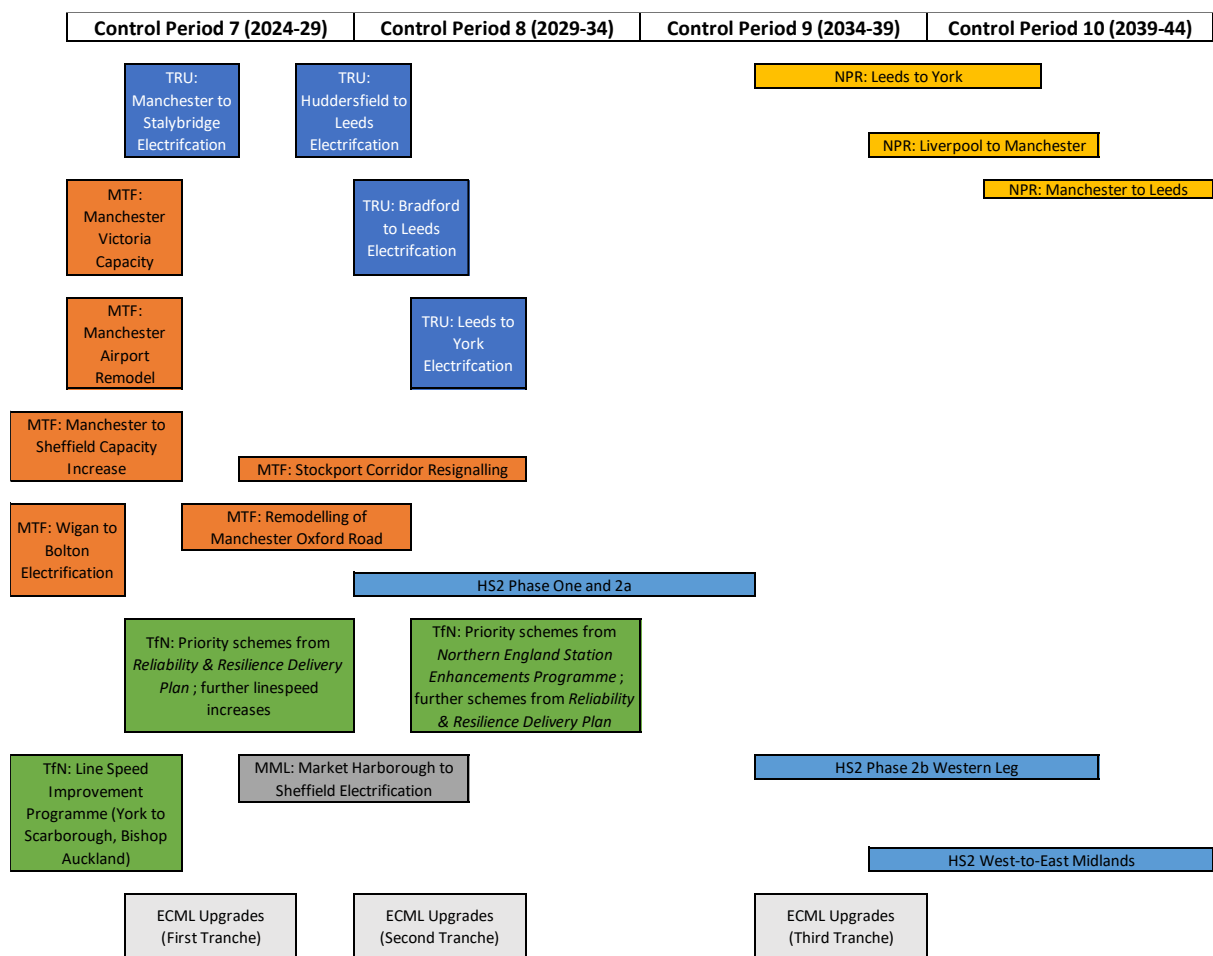 Control Period 7 (2024-29)
Control Period 8 (2029-34)
Control Period 9 (2034-39)
Control Period 10 (2039-44)
TRU:
Manchester to
Stalybridge
Electrifcation
TRU:
Huddersfield to
Leeds
Electrifcation
NPR: Leeds to York
NPR: Liverpool to Manchester
MTF:
Manchester
Victoria
Capacity
TRU: Bradford
to Leeds
Electrifcation
NPR: Manchester to Leeds
MTF:
Manchester
Airport
Remodel
TRU: Leeds to
York
Electrifcation
MTF: Manchester to
Sheffield Capacity
Increase
MTF: Stockport Corridor Resignalling
MTF: Wigan to
Bolton
Electrification
MTF: Remodelling of
Manchester Oxford Road
HS2 Phase One and 2a
TfN: Priority schemes from
Reliability & Resilience Delivery
Plan ; further linespeed
increases
TfN: Priority schemes from
Northern England Station
Enhancements Programme ;
further schemes from Reliability
& Resilience Delivery Plan
TfN: Line Speed
Improvement
Programme (York to
Scarborough, Bishop
Auckland)
MML: Market Harborough to
Sheffield Electrification
HS2 Phase 2b Western Leg
HS2 West-to-East Midlands
ECML Upgrades
(First Tranche)
ECML Upgrades
(Second Tranche)
ECML Upgrades
(Third Tranche)